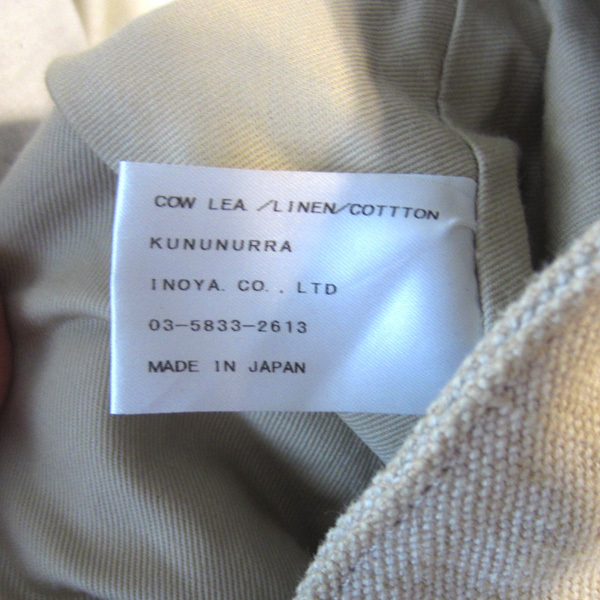 COW LEA. /LINEN/COTTTON
KUNUNURRA
INOYA. CO., LTD
03-5833-2613
MADE IN JAPAN